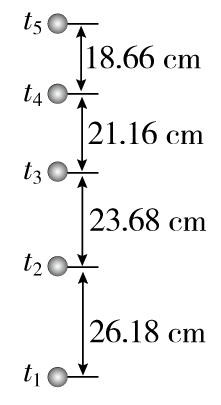 t₅
18.66 cm
t₄
21.16 cm
t₃
23.68 cm
t₂
26.18 cm
t₁